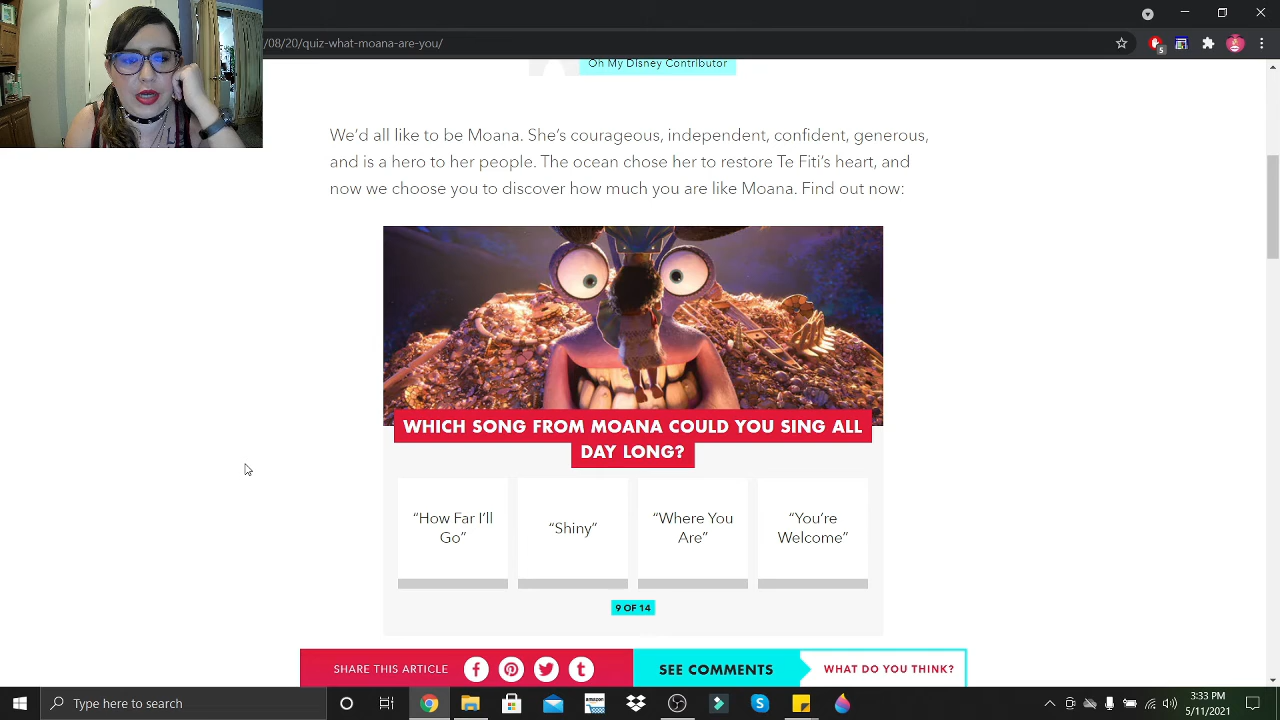 /08/20/quiz-what-moana-are-you/
5
Oh My Disney Contributor
We'd all like to be Moana. She's courageous, independent, confident, generous,
and is a hero to her people. The ocean chose her to restore Te Fiti's heart, and
now we choose you to discover how much you are like Moana. Find out now:
WHICH SONG FROM MOANA COULD YOU SING ALL
DAY LONG?
“How Far I’ll
Go”
“Shiny”
“Where You
Are”
“You’re
Welcome”
9 OF 14
SHARE THIS ARTICLE
SEE COMMENTS
WHAT DO YOU THINK?
Type here to search
amazon
3:33 PM
5/11/2021